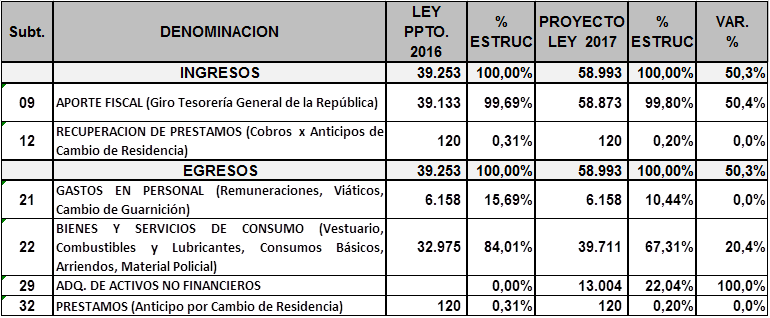 Subt. DENOMINACION LEY PPTO. 2016 % ESTRUC PROYECTO LEY 2017 % ESTRUC VAR. %
INGRESOS 39.253 100,00% 58.993 100,00% 50,3%
09 APORTE FISCAL (Giro Tesorería General de la República) 39.133 99,69% 58.873 99,80% 50,4%
12 RECUPERACION DE PRESTAMOS (Cobros x Anticipos de Cambio de Residencia) 120 0,31% 120 0,20% 0,0%
EGRESOS 39.253 100,00% 58.993 100,00% 50,3%
21 GASTOS EN PERSONAL (Remuneraciones, Viáticos, Cambio de Guarnición) 6.158 15,69% 6.158 10,44% 0,0%
22 BIENES Y SERVICIOS DE CONSUMO (Vestuario, Combustibles y Lubricantes, Consumos Básicos, Arriendos, Material Policial) 32.975 84,01% 39.711 67,31% 20,4%
29 ADQ. DE ACTIVOS NO FINANCIEROS 0,00% 13.004 22,04% 100,0%
32 PRESTAMOS (Anticipo por Cambio de Residencia) 120 0,31% 120 0,20% 0,0%